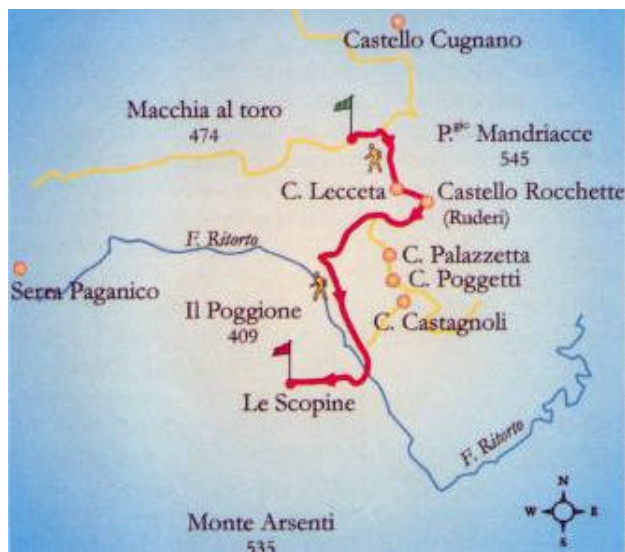 Castello Cugnano
Macchia al toro
474
P.gio Mandriacce
545
C. Lecceta
Castello Rocchette
(Ruderi)
F. Ritorto
C. Palazzetta
C. Poggetti
Serra Paganico
Il Poggione
409
C. Castagnoli
Le Scopine
F. Ritorto
N
W
E
S
Monte Arsenti
535